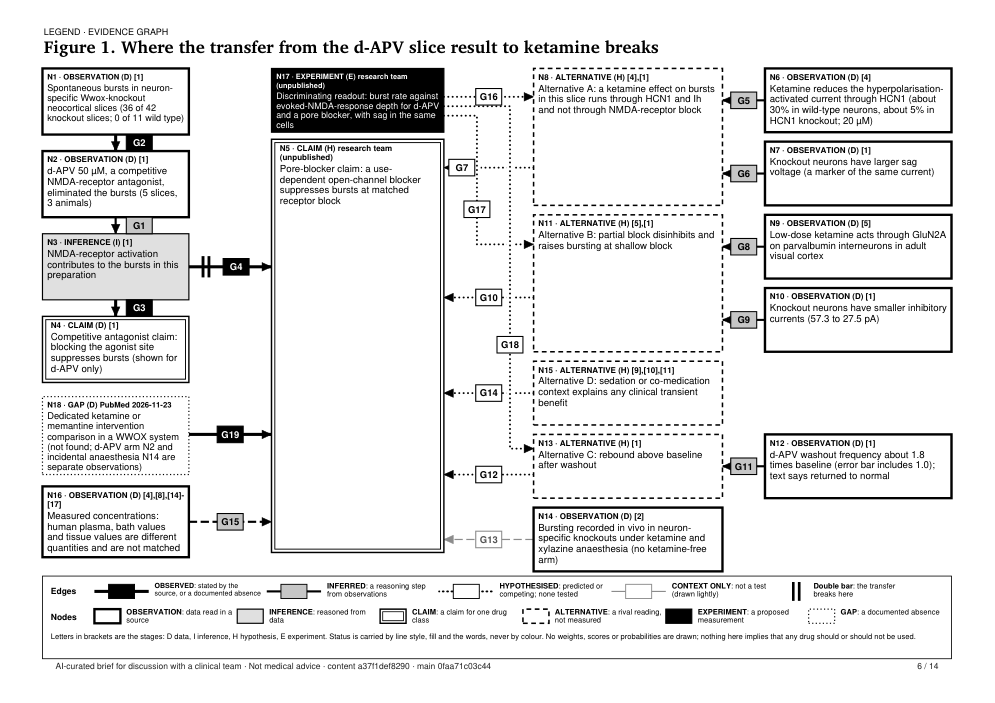 LEGEND · EVIDENCE GRAPH
Figure 1. Where the transfer from the d-APV slice result to ketamine breaks
N1 · OBSERVATION (D) [1]
Spontaneous bursts in neuron-
specific Wwox-knockout
neocortical slices (36 of 42
knockout slices; 0 of 11 wild type)
G2
N2 · OBSERVATION (D) [1]
d-APV 50 µM, a competitive
NMDA-receptor antagonist,
eliminated the bursts (5 slices,
3 animals)
G1
N3 · INFERENCE (I) [1]
NMDA-receptor activation
contributes to the bursts in this
preparation
G3
N4 · CLAIM (D) [1]
Competitive antagonist claim:
blocking the agonist site
suppresses bursts (shown for
d-APV only)
N18 · GAP (D) PubMed 2026-11-23
Dedicated ketamine or
memantine intervention
comparison in a WWOX system
(not found; d-APV arm N2 and
incidental anaesthesia N14 are
separate observations)
N16 · OBSERVATION (D) [4],[8],[14]-
[17]
Measured concentrations:
human plasma, bath values
and tissue values are different
quantities and are not matched
G4
G19
G15
N17 · EXPERIMENT (E) research team
(unpublished)
Discriminating readout: burst rate against
evoked-NMDA-response depth for d-APV
and a pore blocker, with sag in the same
cells
N5 · CLAIM (H) research team
(unpublished)
Pore-blocker claim: a use-
dependent open-channel blocker
suppresses bursts at matched
receptor block
G16
G7
G17
G10
G18
G14
G12
G13
N8 · ALTERNATIVE (H) [4],[1]
Alternative A: a ketamine effect on bursts
in this slice runs through HCN1 and Ih
and not through NMDA-receptor block
N11 · ALTERNATIVE (H) [5],[1]
Alternative B: partial block disinhibits and
raises bursting at shallow block
N15 · ALTERNATIVE (H) [9],[10],[11]
Alternative D: sedation or co-medication
context explains any clinical transient
benefit
N13 · ALTERNATIVE (H) [1]
Alternative C: rebound above baseline
after washout
N14 · OBSERVATION (D) [2]
Bursting recorded in vivo in neuron-
specific knockouts under ketamine and
xylazine anaesthesia (no ketamine-free
arm)
G5
G6
G8
G9
G11
N6 · OBSERVATION (D) [4]
Ketamine reduces the hyperpolarisation-
activated current through HCN1 (about
30% in wild-type neurons, about 5% in
HCN1 knockout; 20 µM)
N7 · OBSERVATION (D) [1]
Knockout neurons have larger sag
voltage (a marker of the same current)
N9 · OBSERVATION (D) [5]
Low-dose ketamine acts through GluN2A
on parvalbumin interneurons in adult
visual cortex
N10 · OBSERVATION (D) [1]
Knockout neurons have smaller inhibitory
currents (57.3 to 27.5 pA)
N12 · OBSERVATION (D) [1]
d-APV washout frequency about 1.8
times baseline (error bar includes 1.0);
text says returned to normal
Edges
OBSERVED: stated by the
source, or a documented absence
INFERRED: a reasoning step
from observations
HYPOTHESISED: predicted or
competing; none tested
CONTEXT ONLY: not a test
(drawn lightly)
Double bar: the transfer
breaks here
Nodes
OBSERVATION: data read in a
source
INFERENCE: reasoned from
data
CLAIM: a claim for one drug
class
ALTERNATIVE: a rival reading,
not measured
EXPERIMENT: a proposed
measurement
GAP: a documented absence
Letters in brackets are the stages: D data, I inference, H hypothesis, E experiment. Status is carried by line style, fill and the words, never by colour. No weights, scores or probabilities are drawn; nothing here implies that any drug should or should not be used.
AI-curated brief for discussion with a clinical team · Not medical advice · content a37f1def8290 · main 0faa71c03c44
6 / 14